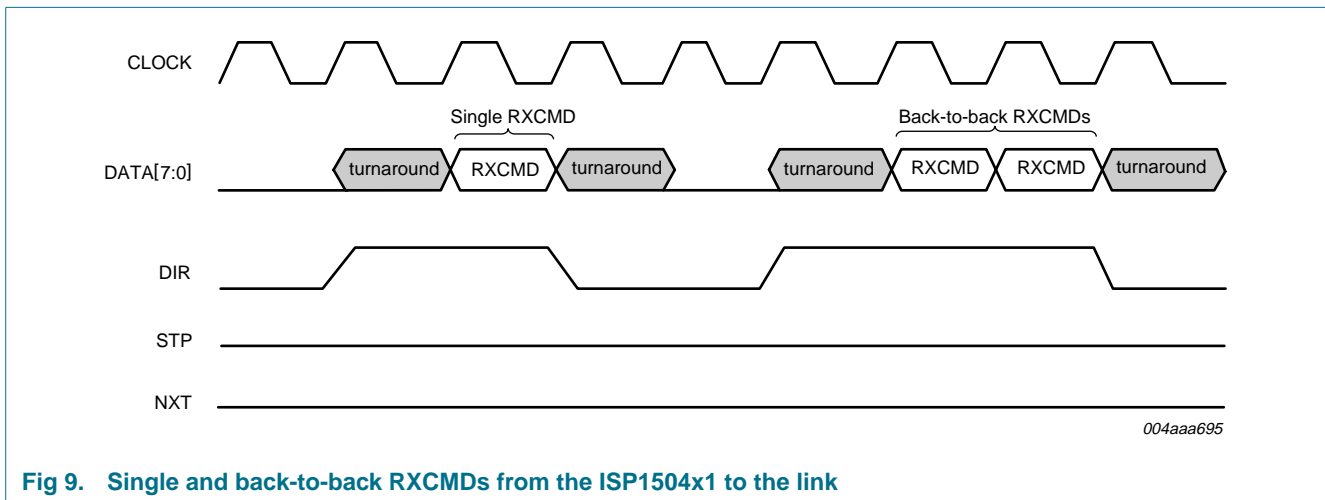 CLOCK
Single RXCMD
Back-to-back RXCMDs
DATA[7:0]
turnaround
RXCMD
turnaround
turnaround
RXCMD
RXCMD
turnaround
DIR
STP
NXT
004aaa695
Fig 9. Single and back-to-back RXCMDs from the ISP1504x1 to the link